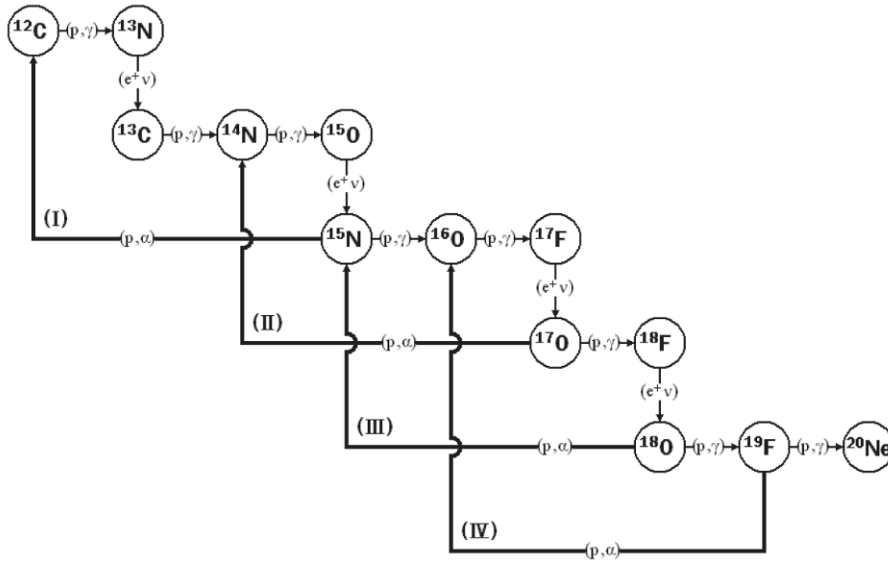 ¹²C (p,γ) ¹³N
(e⁺ν)
¹³C (p,γ) ¹⁴N (p,γ) ¹⁵O
(e⁺ν)
(I)
(p,α) ¹⁵N (p,γ) ¹⁶O (p,γ) ¹⁷F
(e⁺ν)
(II)
(p,α) ¹⁷O (p,γ) ¹⁸F
(e⁺ν)
(III)
(p,α) ¹⁸O (p,γ) ¹⁹F (p,γ) ²⁰Ne
(IV)
(p,α)